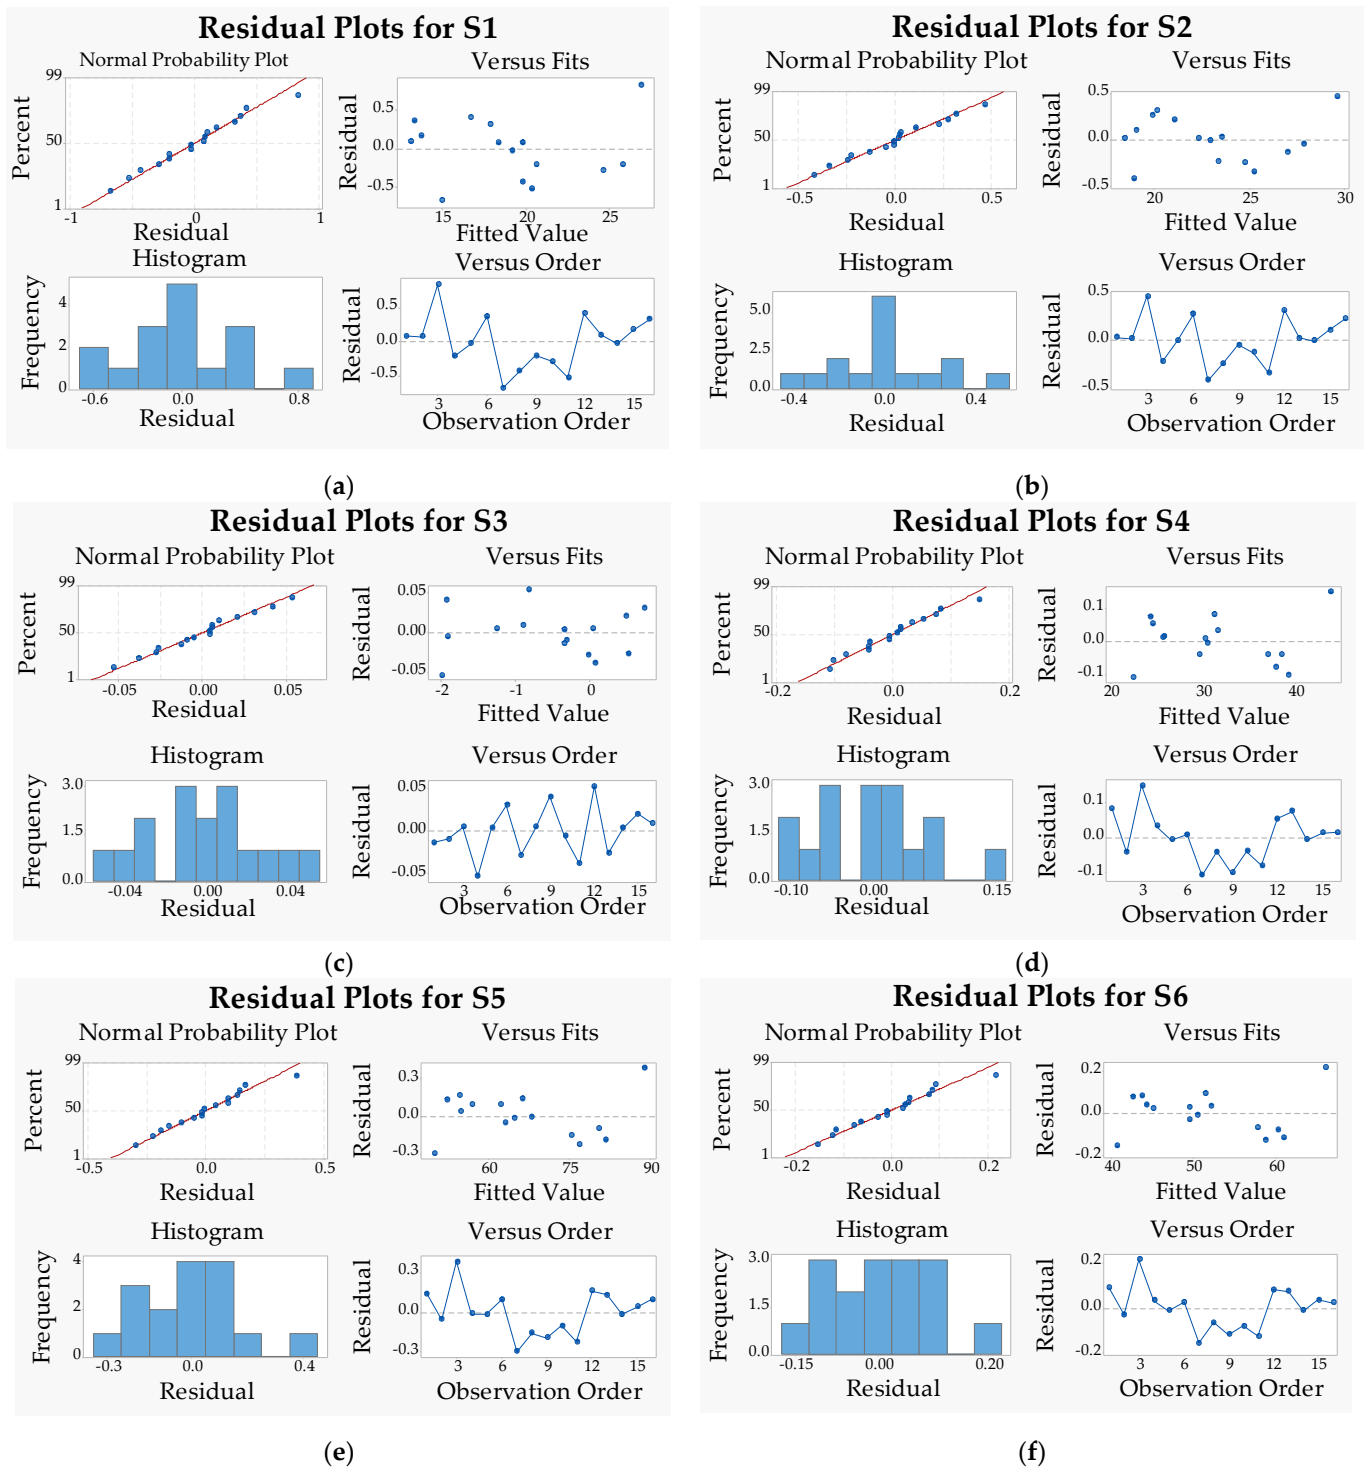 Residual Plots for S1
Normal Probability Plot
Versus Fits
Percent
99
50
1
-1
0
1
Residual
Residual
0.5
0.0
-0.5
15
20
25
Fitted Value
Histogram
Versus Order
Frequency
4
2
0
-0.6
0.0
0.8
Residual
Residual
0.5
0.0
-0.5
3
6
9
12
15
Observation Order
(a)
Residual Plots for S2
Normal Probability Plot
Versus Fits
Percent
99
50
1
-0.5
0.0
0.5
Residual
Residual
0.5
0.0
-0.5
20
25
30
Fitted Value
Histogram
Versus Order
Frequency
5.0
2.5
0.0
-0.4
0.0
0.4
Residual
Residual
0.5
0.0
-0.5
3
6
9
12
15
Observation Order
(b)
Residual Plots for S3
Normal Probability Plot
Versus Fits
Percent
99
50
1
-0.05
0.00
0.05
Residual
Residual
0.05
0.00
-0.05
-2
-1
0
Fitted Value
Histogram
Versus Order
Frequency
3.0
1.5
0.0
-0.04
0.00
0.04
Residual
Residual
0.05
0.00
-0.05
3
6
9
12
15
Observation Order
(c)
Residual Plots for S4
Normal Probability Plot
Versus Fits
Percent
99
50
1
-0.2
0.0
0.2
Residual
Residual
0.1
0.0
-0.1
20
30
40
Fitted Value
Histogram
Versus Order
Frequency
3.0
1.5
0.0
-0.10
0.00
0.15
Residual
Residual
0.1
0.0
-0.1
3
6
9
12
15
Observation Order
(d)
Residual Plots for S5
Normal Probability Plot
Versus Fits
Percent
99
50
1
-0.5
0.0
0.5
Residual
Residual
0.3
0.0
-0.3
60
75
90
Fitted Value
Histogram
Versus Order
Frequency
4
2
0
-0.3
0.0
0.4
Residual
Residual
0.3
0.0
-0.3
3
6
9
12
15
Observation Order
(e)
Residual Plots for S6
Normal Probability Plot
Versus Fits
Percent
99
50
1
-0.2
0.0
0.2
Residual
Residual
0.2
0.0
-0.2
40
50
60
Fitted Value
Histogram
Versus Order
Frequency
3.0
1.5
0.0
-0.15
0.00
0.20
Residual
Residual
0.2
0.0
-0.2
3
6
9
12
15
Observation Order
(f)